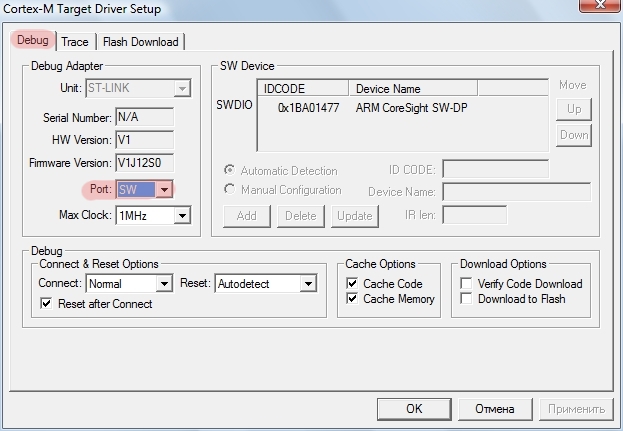 Cortex-M Target Driver Setup
Debug Trace Flash Download
Debug Adapter
Unit: ST-LINK
Serial Number: N/A
HW Version: V1
Firmware Version: V1J12S0
Port: SW
Max Clock: 1MHz
SW Device
IDCODE Device Name Move
SWDIO 0x1BA01477 ARM CoreSight SW-DP Up
Down
Automatic Detection ID CODE:
Manual Configuration Device Name:
Add Delete Update IR len:
Debug
Connect & Reset Options
Connect: Normal Reset: Autodetect
Reset after Connect
Cache Options
Cache Code
Cache Memory
Download Options
Verify Code Download
Download to Flash
OK Отмена Применить